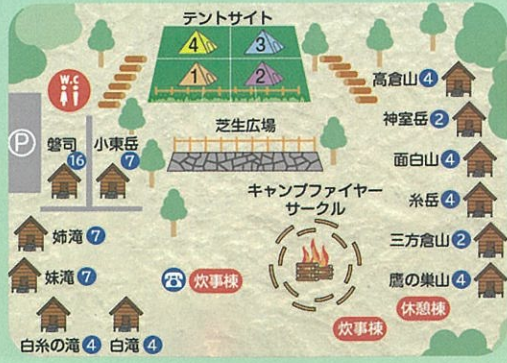 テントサイト
4 3
1 2
W.C
P
磐司 16
小東岳 7
芝生広場
キャンプファイヤー
サークル
高倉山 4
神室岳 2
面白山 4
糸岳 4
三方倉山 2
鷹の巣山 4
姉滝 7
妹滝 7
白糸の滝 4
白滝 4
炊事棟
休憩棟
炊事棟